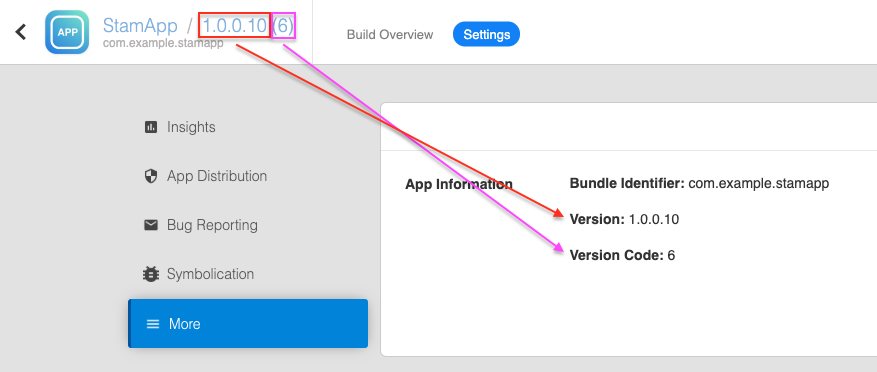 APP
StamApp / 1.0.0.10 (6)
com.example.stamapp
Build Overview
Settings
Insights
App Distribution
Bug Reporting
Symbolication
More
App Information
Bundle Identifier: com.example.stamapp
Version: 1.0.0.10
Version Code: 6